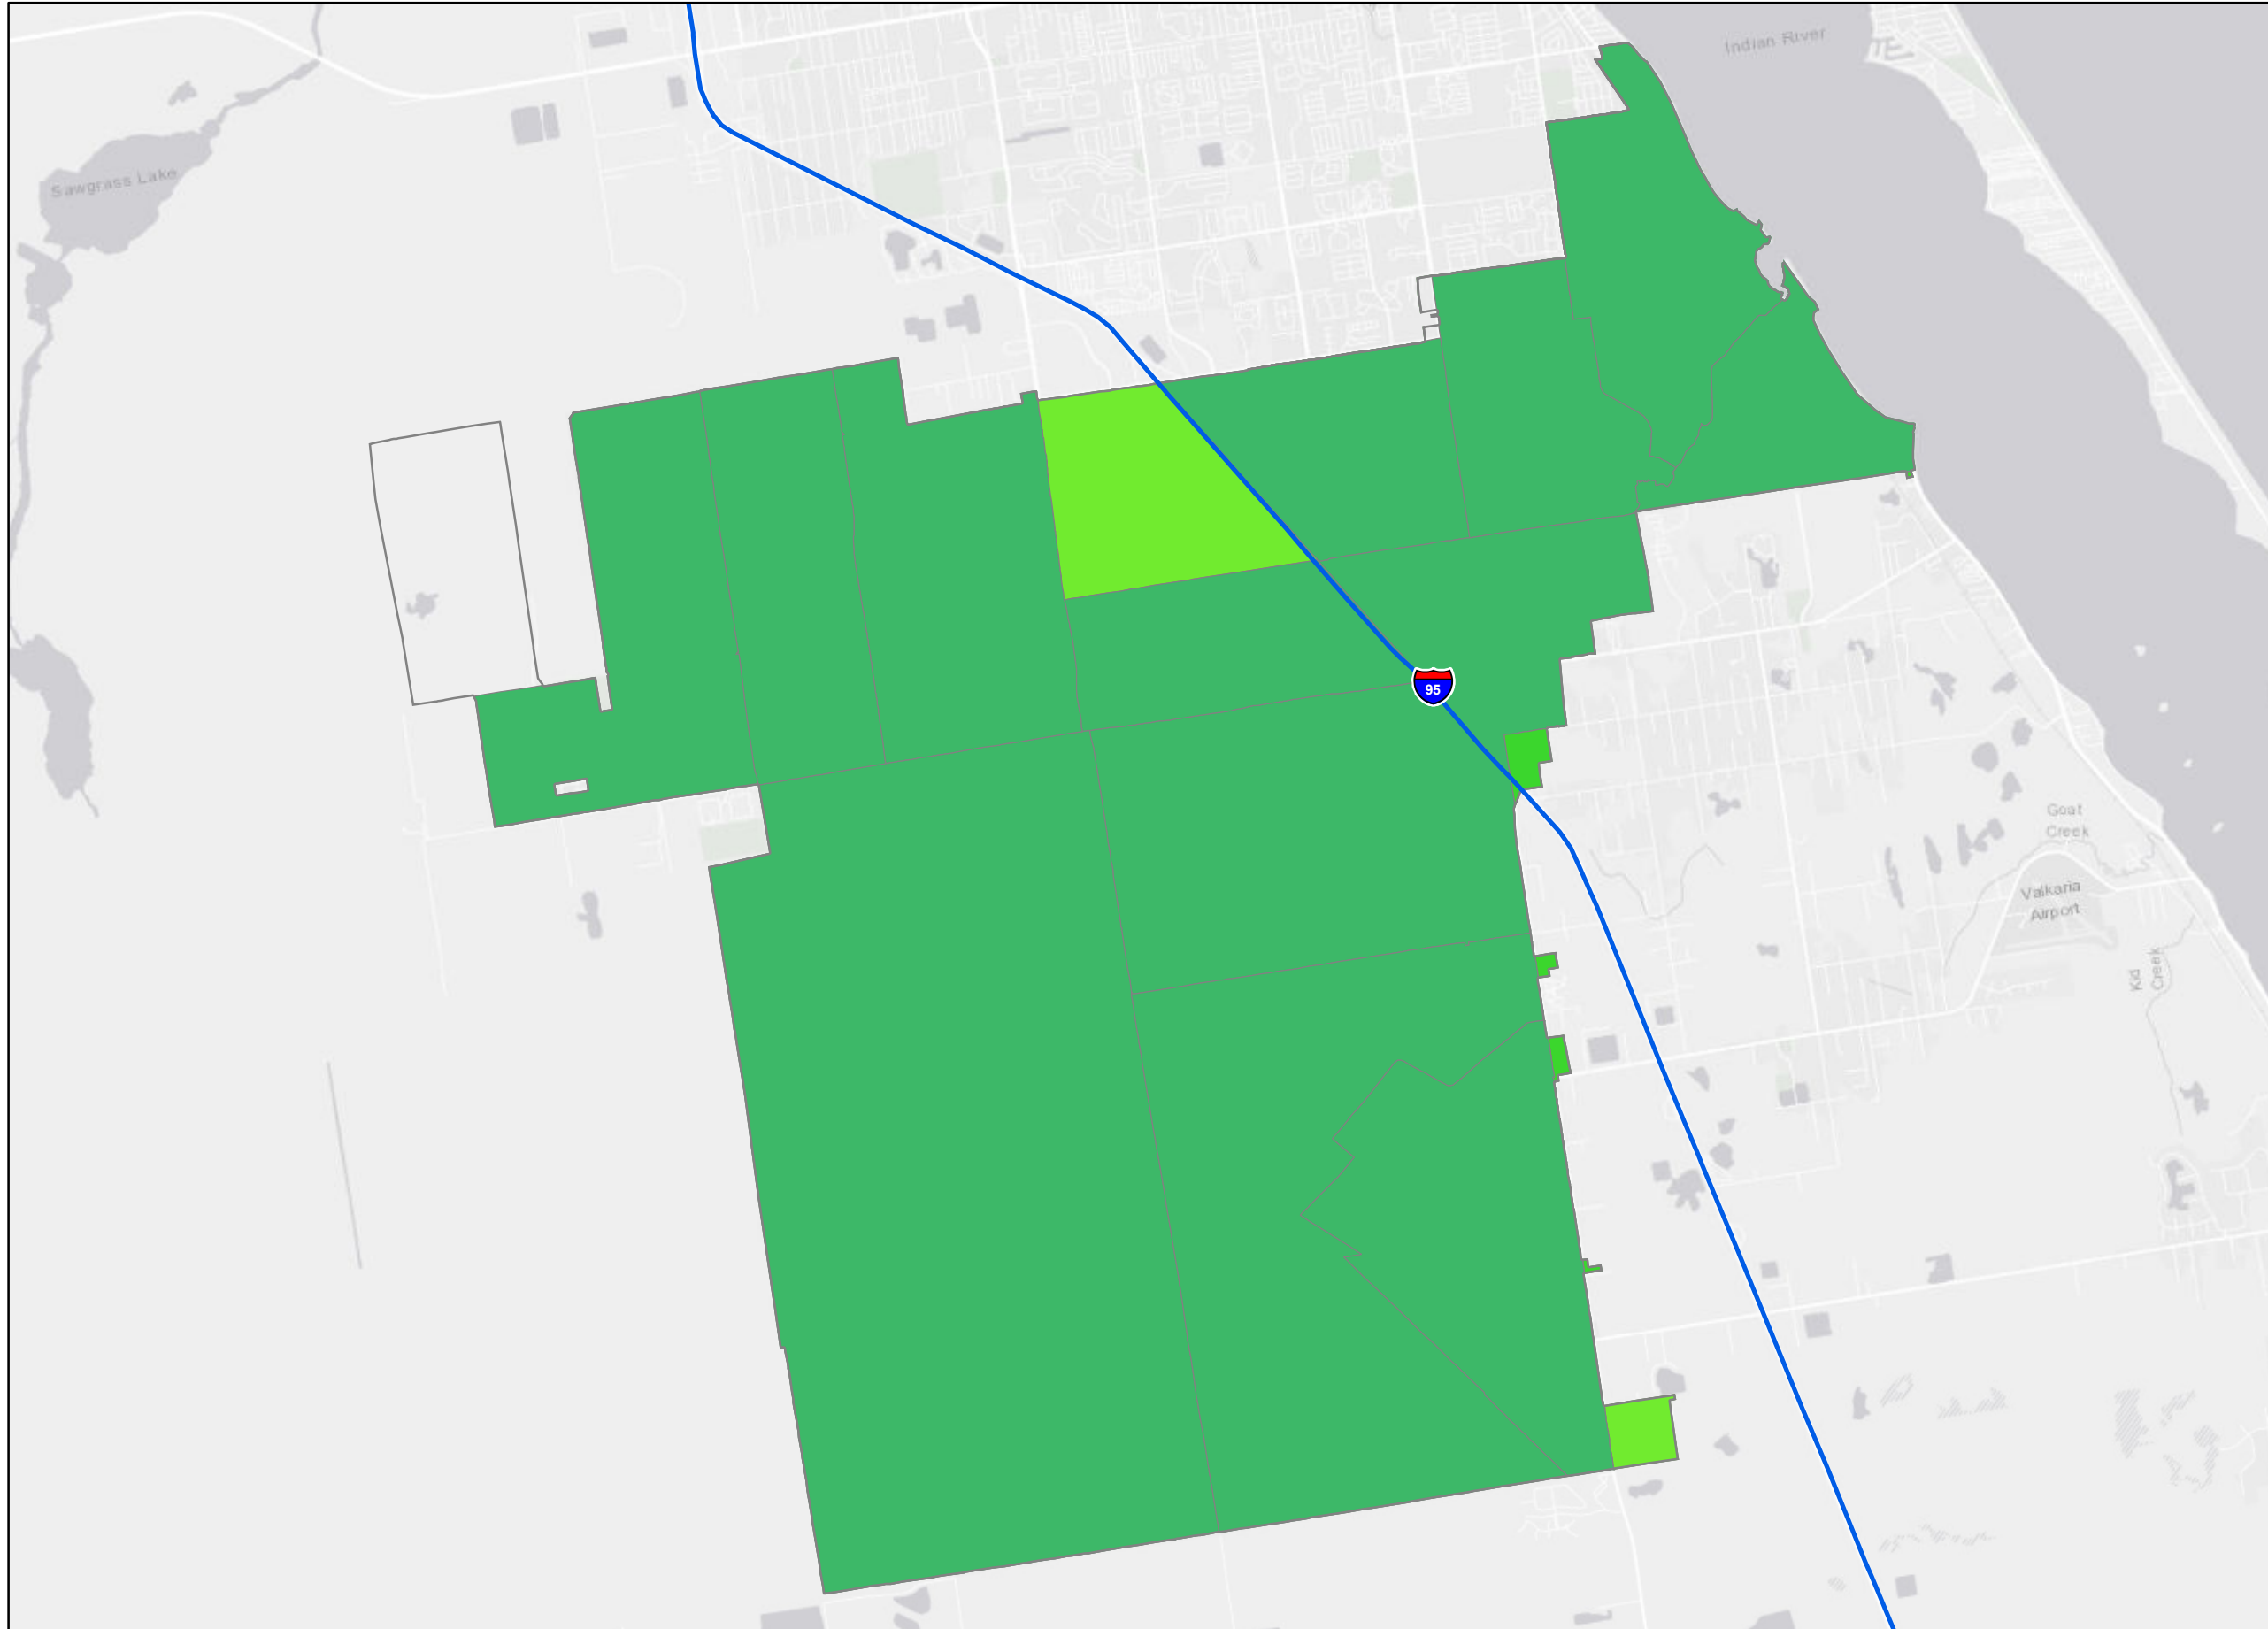 Indian River
Sawgrass Lake
95
Goat
Creek
Valkaria
Airport
Kid
Creek